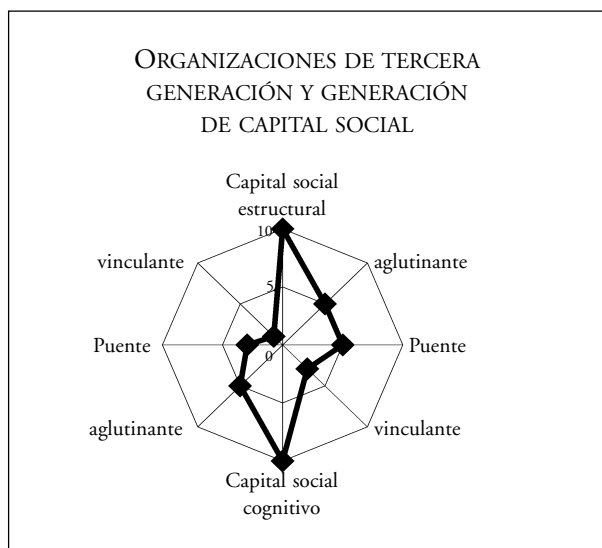 ORGANIZACIONES DE TERCERA
GENERACIÓN Y GENERACIÓN
DE CAPITAL SOCIAL
Capital social
estructural
10
vinculante
aglutinante
5
Puente
Puente
0
aglutinante
vinculante
Capital social
cognitivo